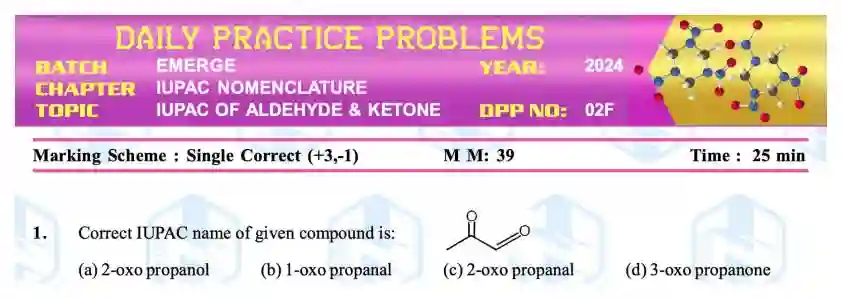 DAILY PRACTICE PROBLEMS
BATCH EMERGE YEAR: 2024
CHAPTER IUPAC NOMENCLATURE
TOPIC IUPAC OF ALDEHYDE & KETONE DPP NO: 02F
Marking Scheme : Single Correct (+3,-1) M M: 39 Time : 25 min
O
O
1. Correct IUPAC name of given compound is:
(a) 2-oxo propanol (b) 1-oxo propanal (c) 2-oxo propanal (d) 3-oxo propanone